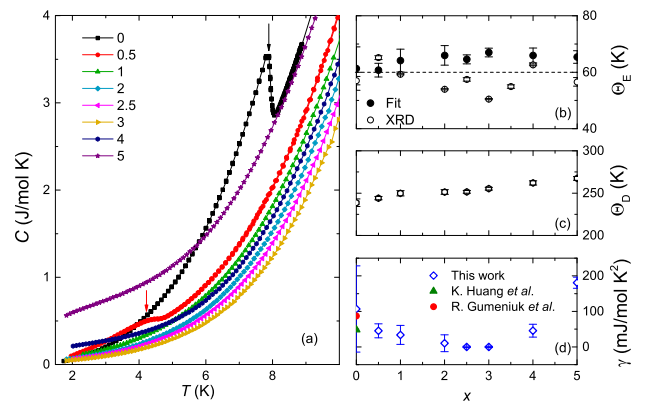 4
3
2
1
0
C (J/mol K)
2
4
6
8
T (K)
0
0.5
1
2
2.5
3
4
5
(a)
80
60
40
Θ_E (K)
Fit
XRD
(b)
300
250
200
Θ_D (K)
(c)
This work
K. Huang et al.
R. Gumeniuk et al.
200
100
0
γ (mJ/mol K²)
(d)
0
1
2
3
4
5
x